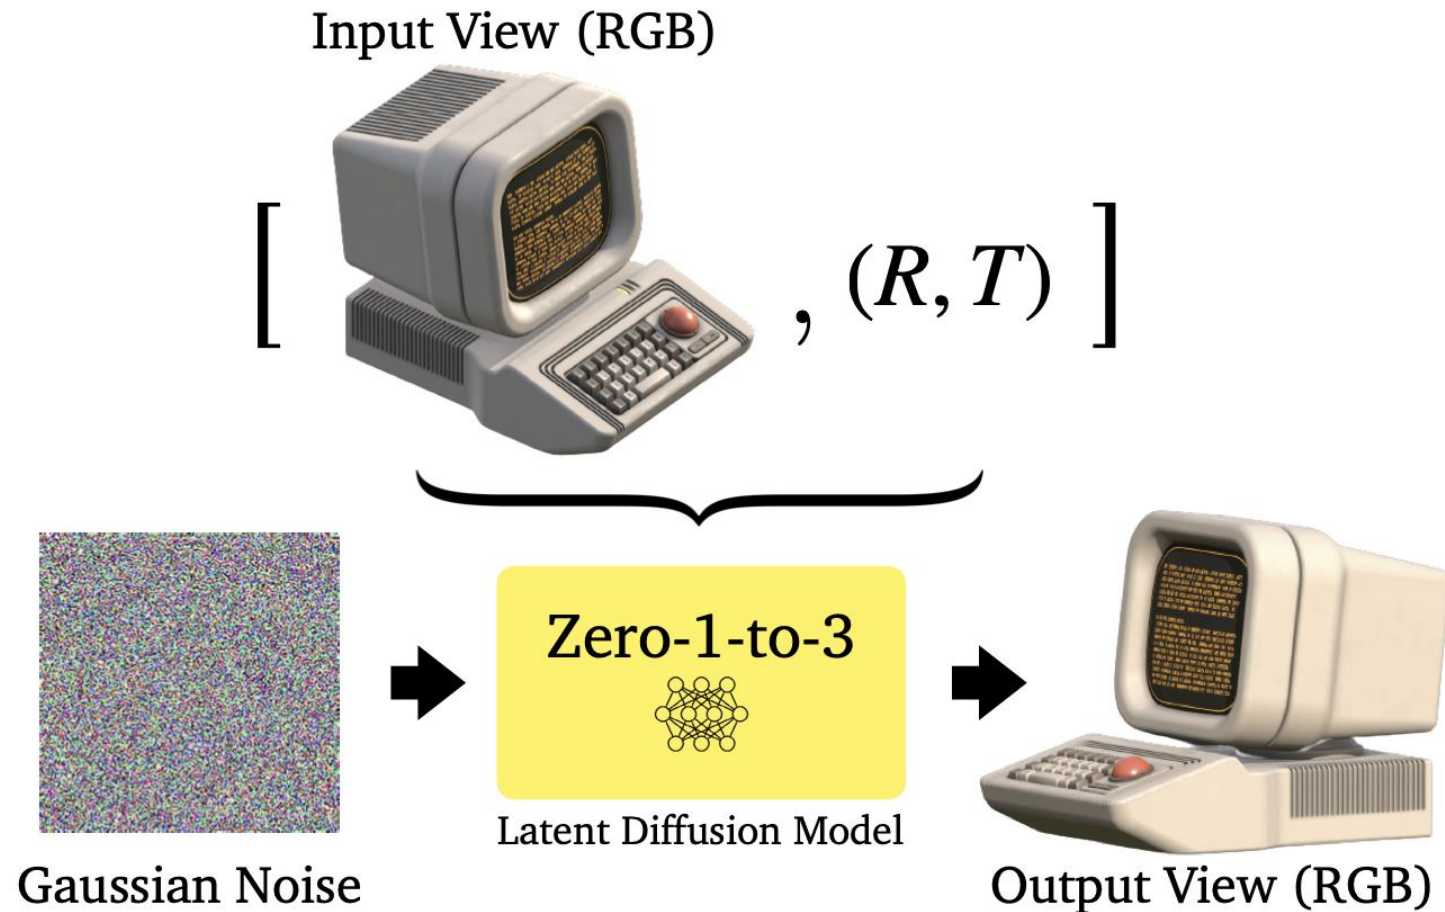 Input View (RGB)
[ , (R, T) ]
Zero-1-to-3
Latent Diffusion Model
Gaussian Noise
Output View (RGB)